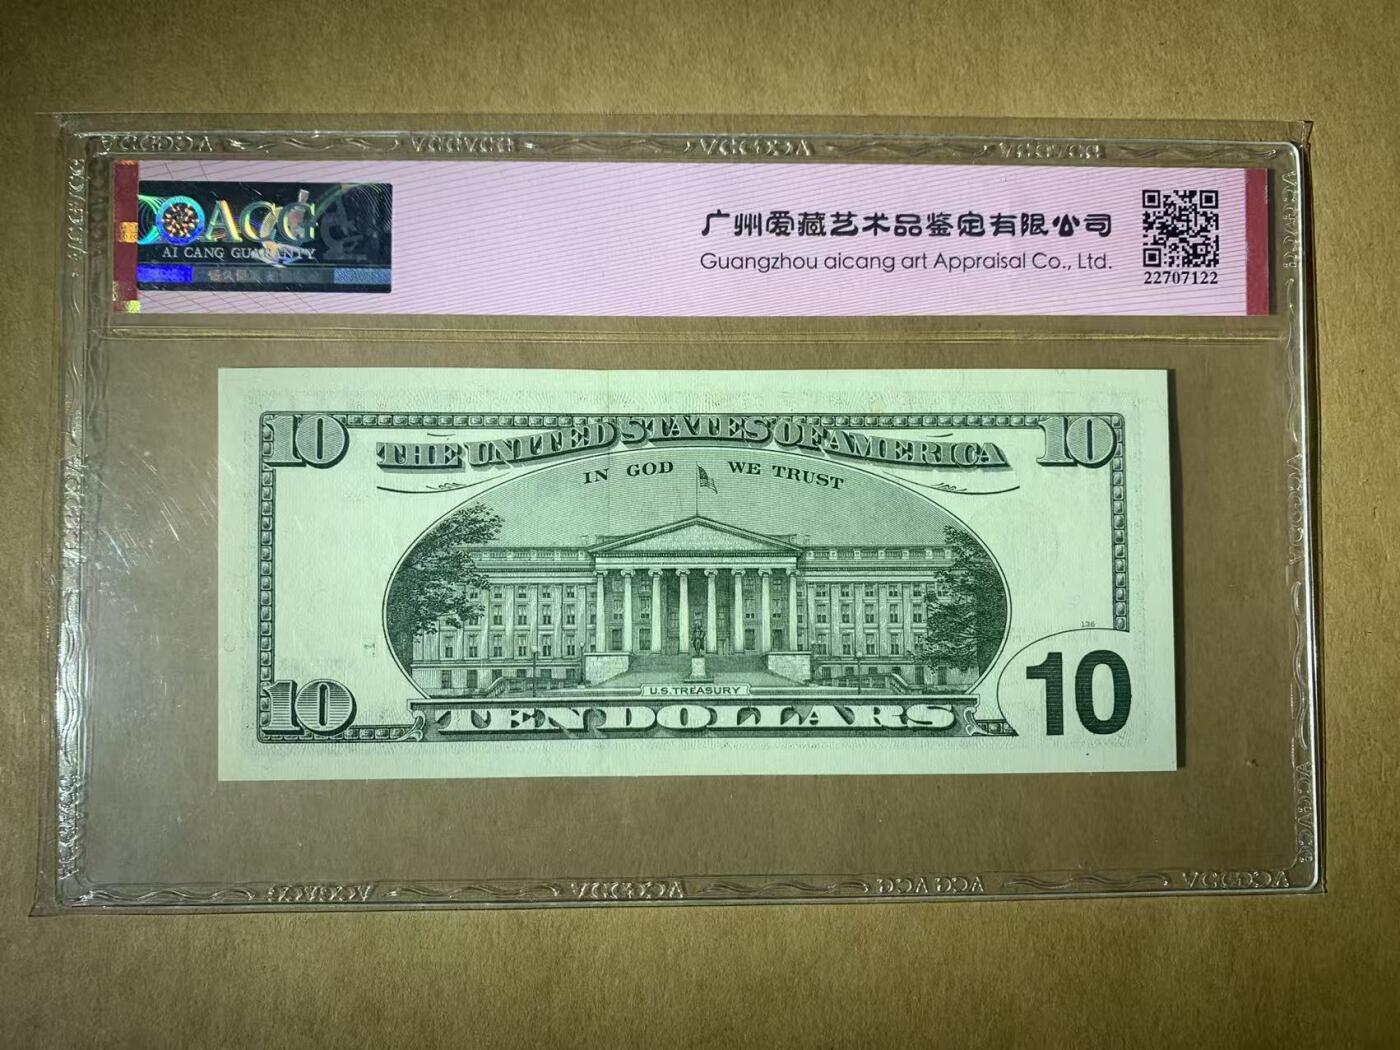 ACG
AI CANG GUARANTY
广州爱藏艺术品鉴定有限公司
Guangzhou aicang art Appraisal Co., Ltd.
22707122
10 THE UNITED STATES OF AMERICA 10
IN GOD WE TRUST
136
U.S. TREASURY
10 TEN DOLLARS 10